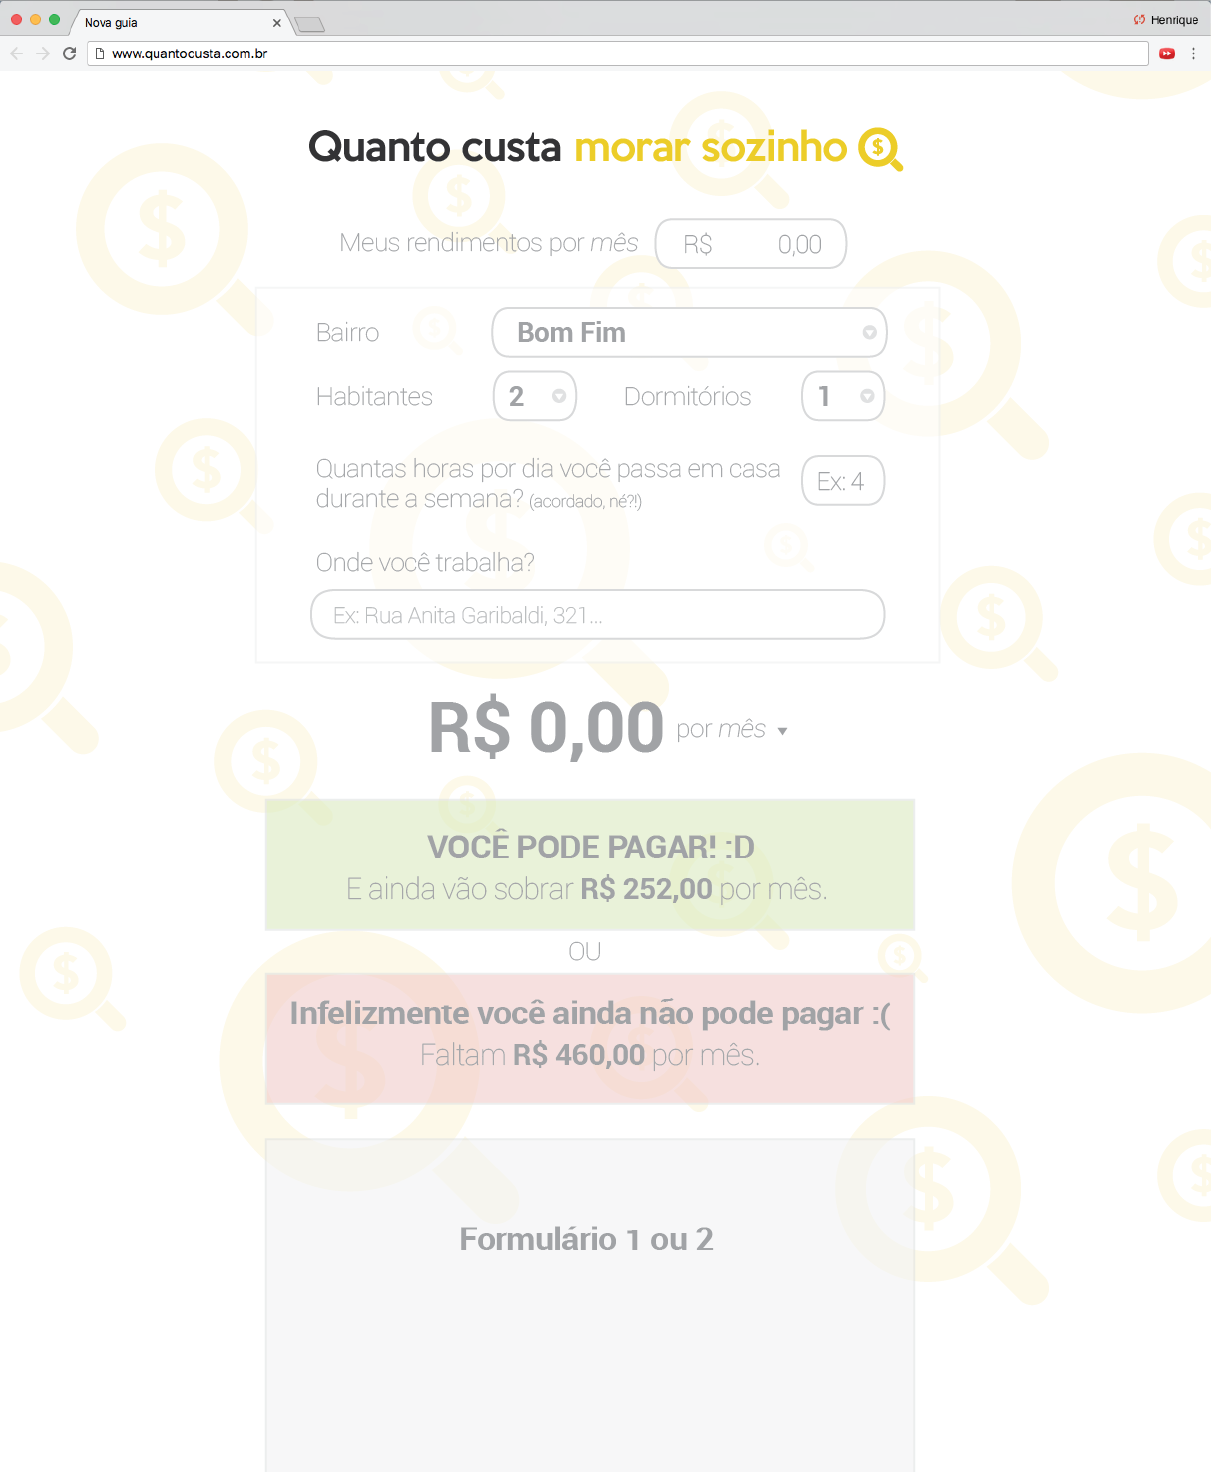 Nova guia
Henrique
www.quantocusta.com.br
Quanto custa morar sozinho $
Meus rendimentos por mês R$ 0,00
Bairro Bom Fim
Habitantes 2 Dormitórios 1
Quantas horas por dia você passa em casa
durante a semana? (acordado, né?!)
Ex: 4
Onde você trabalha?
Ex: Rua Anita Garibaldi, 321...
R$ 0,00 por mês
VOCÊ PODE PAGAR! :D
E ainda vão sobrar R$ 252,00 por mês.
OU
Infelizmente você ainda não pode pagar :(
Faltam R$ 460,00 por mês.
Formulário 1 ou 2